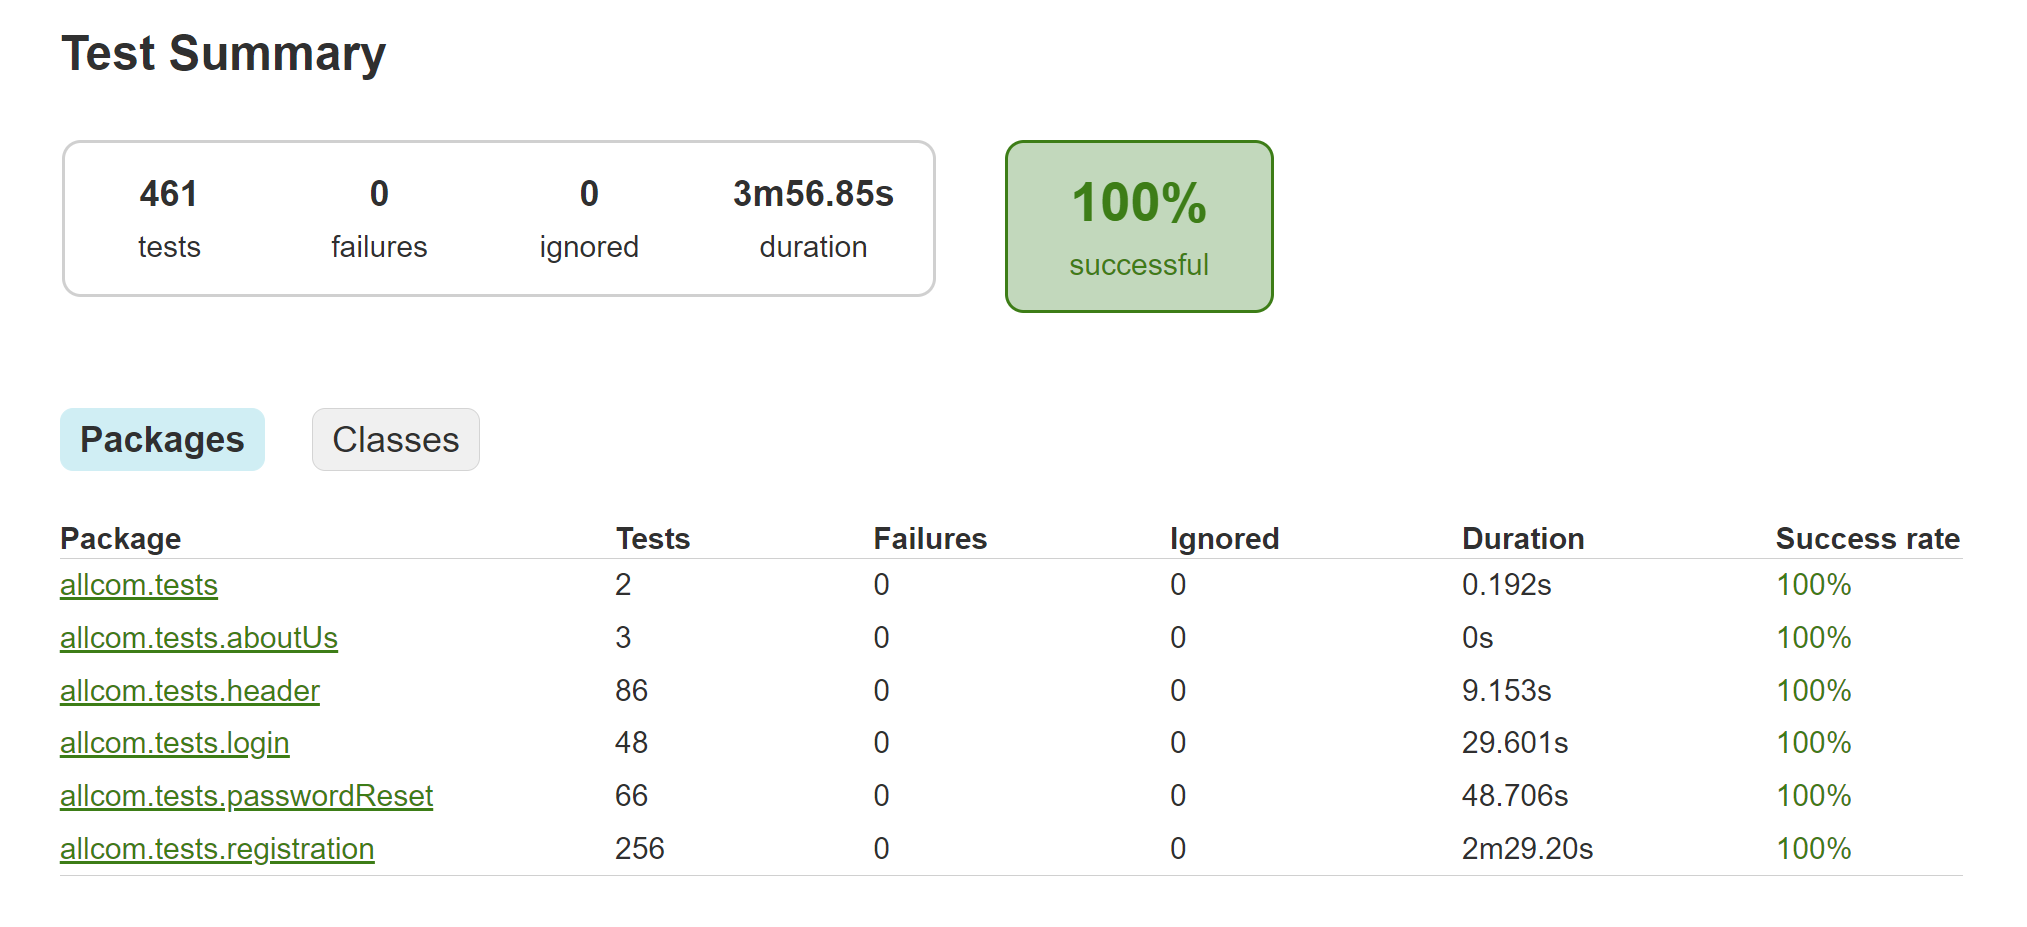 Test Summary
461 0 0 3m56.85s
tests failures ignored duration
100%
successful
Packages Classes
Package Tests Failures Ignored Duration Success rate
allcom.tests 2 0 0 0.192s 100%
allcom.tests.aboutUs 3 0 0 0s 100%
allcom.tests.header 86 0 0 9.153s 100%
allcom.tests.login 48 0 0 29.601s 100%
allcom.tests.passwordReset 66 0 0 48.706s 100%
allcom.tests.registration 256 0 0 2m29.20s 100%